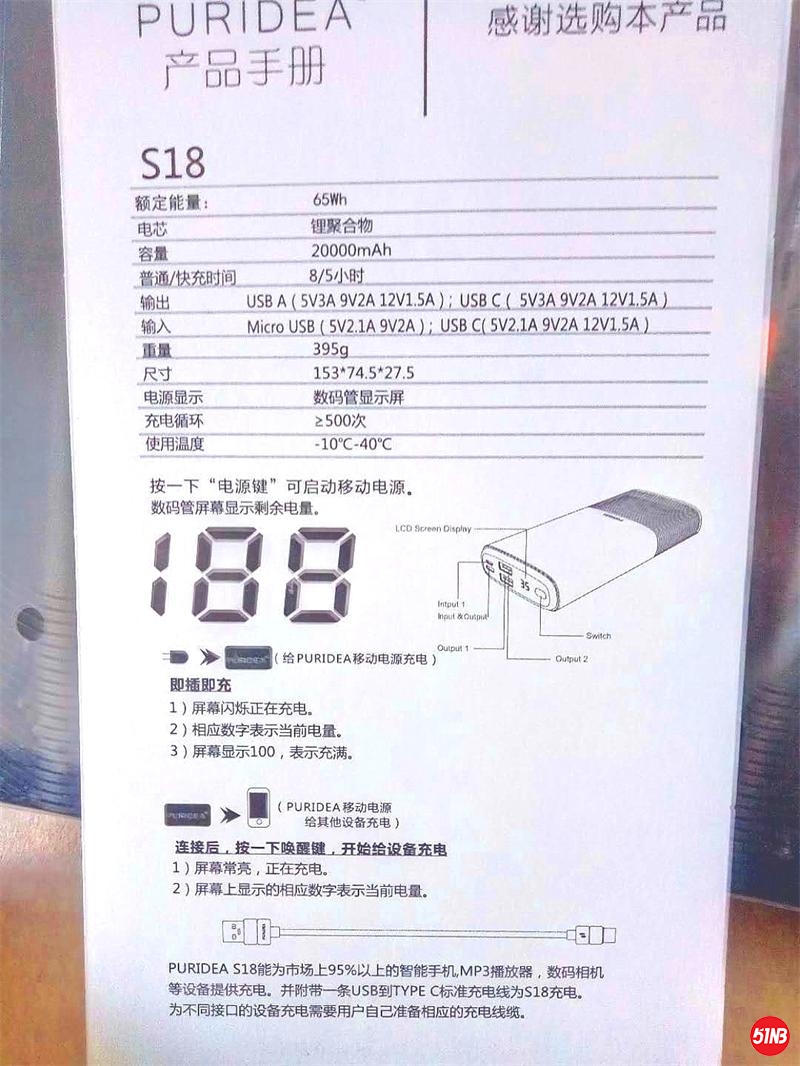 PURIDEA
感谢选购本产品
产品手册
S18
额定能量: 65Wh
电芯 锂聚合物
容量 20000mAh
普通/快充时间 8/5小时
输出 USB A ( 5V3A 9V2A 12V1.5A ) ; USB C ( 5V3A 9V2A 12V1.5A )
输入 Micro USB ( 5V2.1A 9V2A ) ; USB C( 5V2.1A 9V2A 12V1.5A )
重量 395g
尺寸 153*74.5*27.5
电源显示 数码管显示屏
充电循环 ≥500次
使用温度 -10℃-40℃
按一下“电源键”可启动移动电源。
数码管屏幕显示剩余电量。
188
LCD Screen Display
35
Intput 1
Input &Output
Switch
Output 1
Output 2
PURIDEA ( 给PURIDEA移动电源充电 )
即插即充
1 ) 屏幕闪烁正在充电。
2 ) 相应数字表示当前电量。
3 ) 屏幕显示100 , 表示充满。
PURIDEA ( PURIDEA移动电源
给其他设备充电 )
连接后 , 按一下唤醒键 , 开始给设备充电
1 ) 屏幕常亮 , 正在充电。
2 ) 屏幕上显示的相应数字表示当前电量。
PURIDEA S18能为市场上95%以上的智能手机,MP3播放器 , 数码相机
等设备提供充电。并附带一条USB到TYPE C标准充电线为S18充电。
为不同接口的设备充电需要用户自己准备相应的充电线缆。
51NB